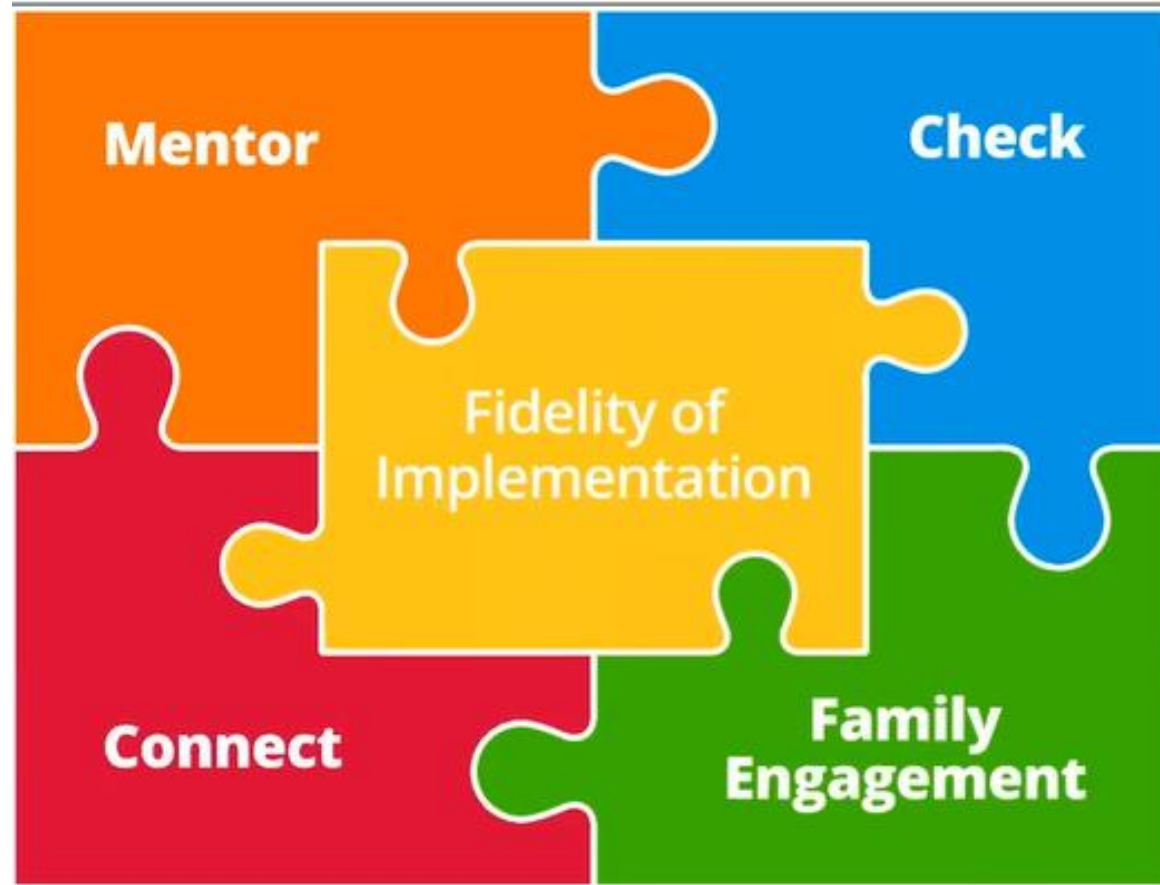 Mentor
Check
Fidelity of
Implementation
Connect
Family
Engagement